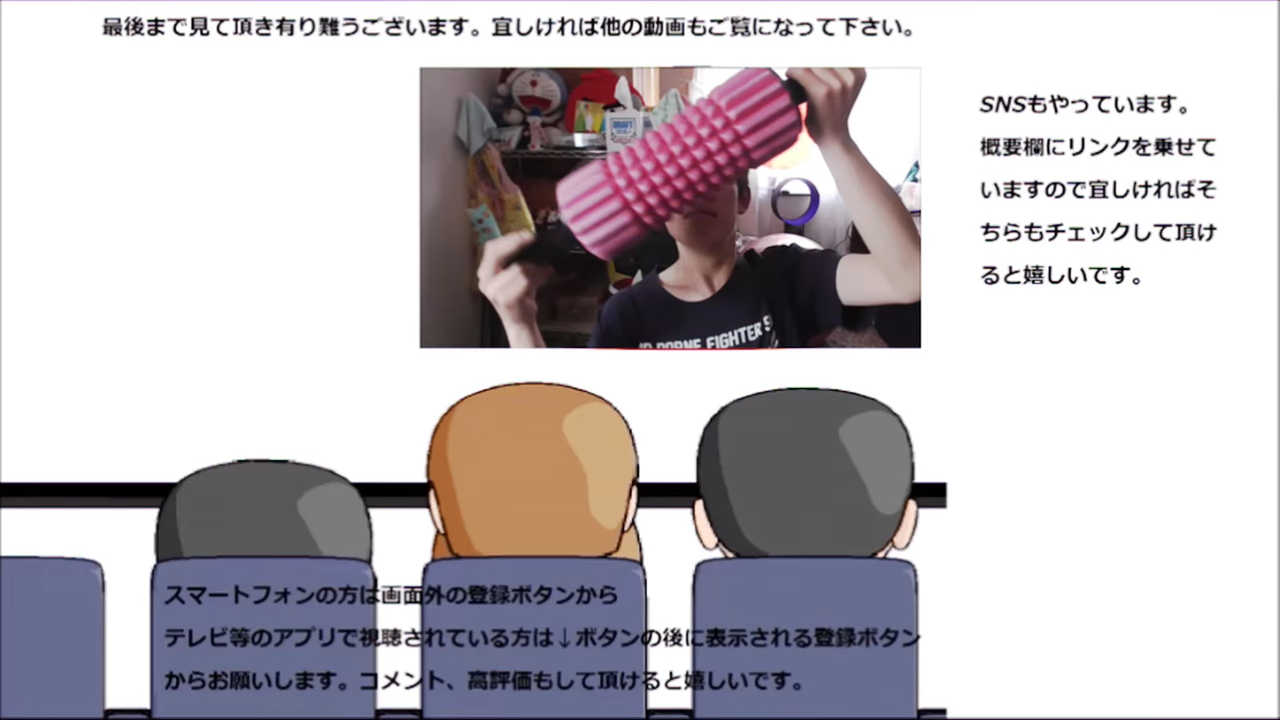 最後まで見て頂き有り難うございます。宜しければ他の動画もご覧になって下さい。
SNSもやっています。
概要欄にリンクを乗せて
いますので宜しければそ
ちらもチェックして頂け
ると嬉しいです。
DRAFT
FIGHTER
スマートフォンの方は画面外の登録ボタンから
テレビ等のアプリで視聴されている方は↓ボタンの後に表示される登録ボタン
からお願いします。コメント、高評価もして頂けると嬉しいです。